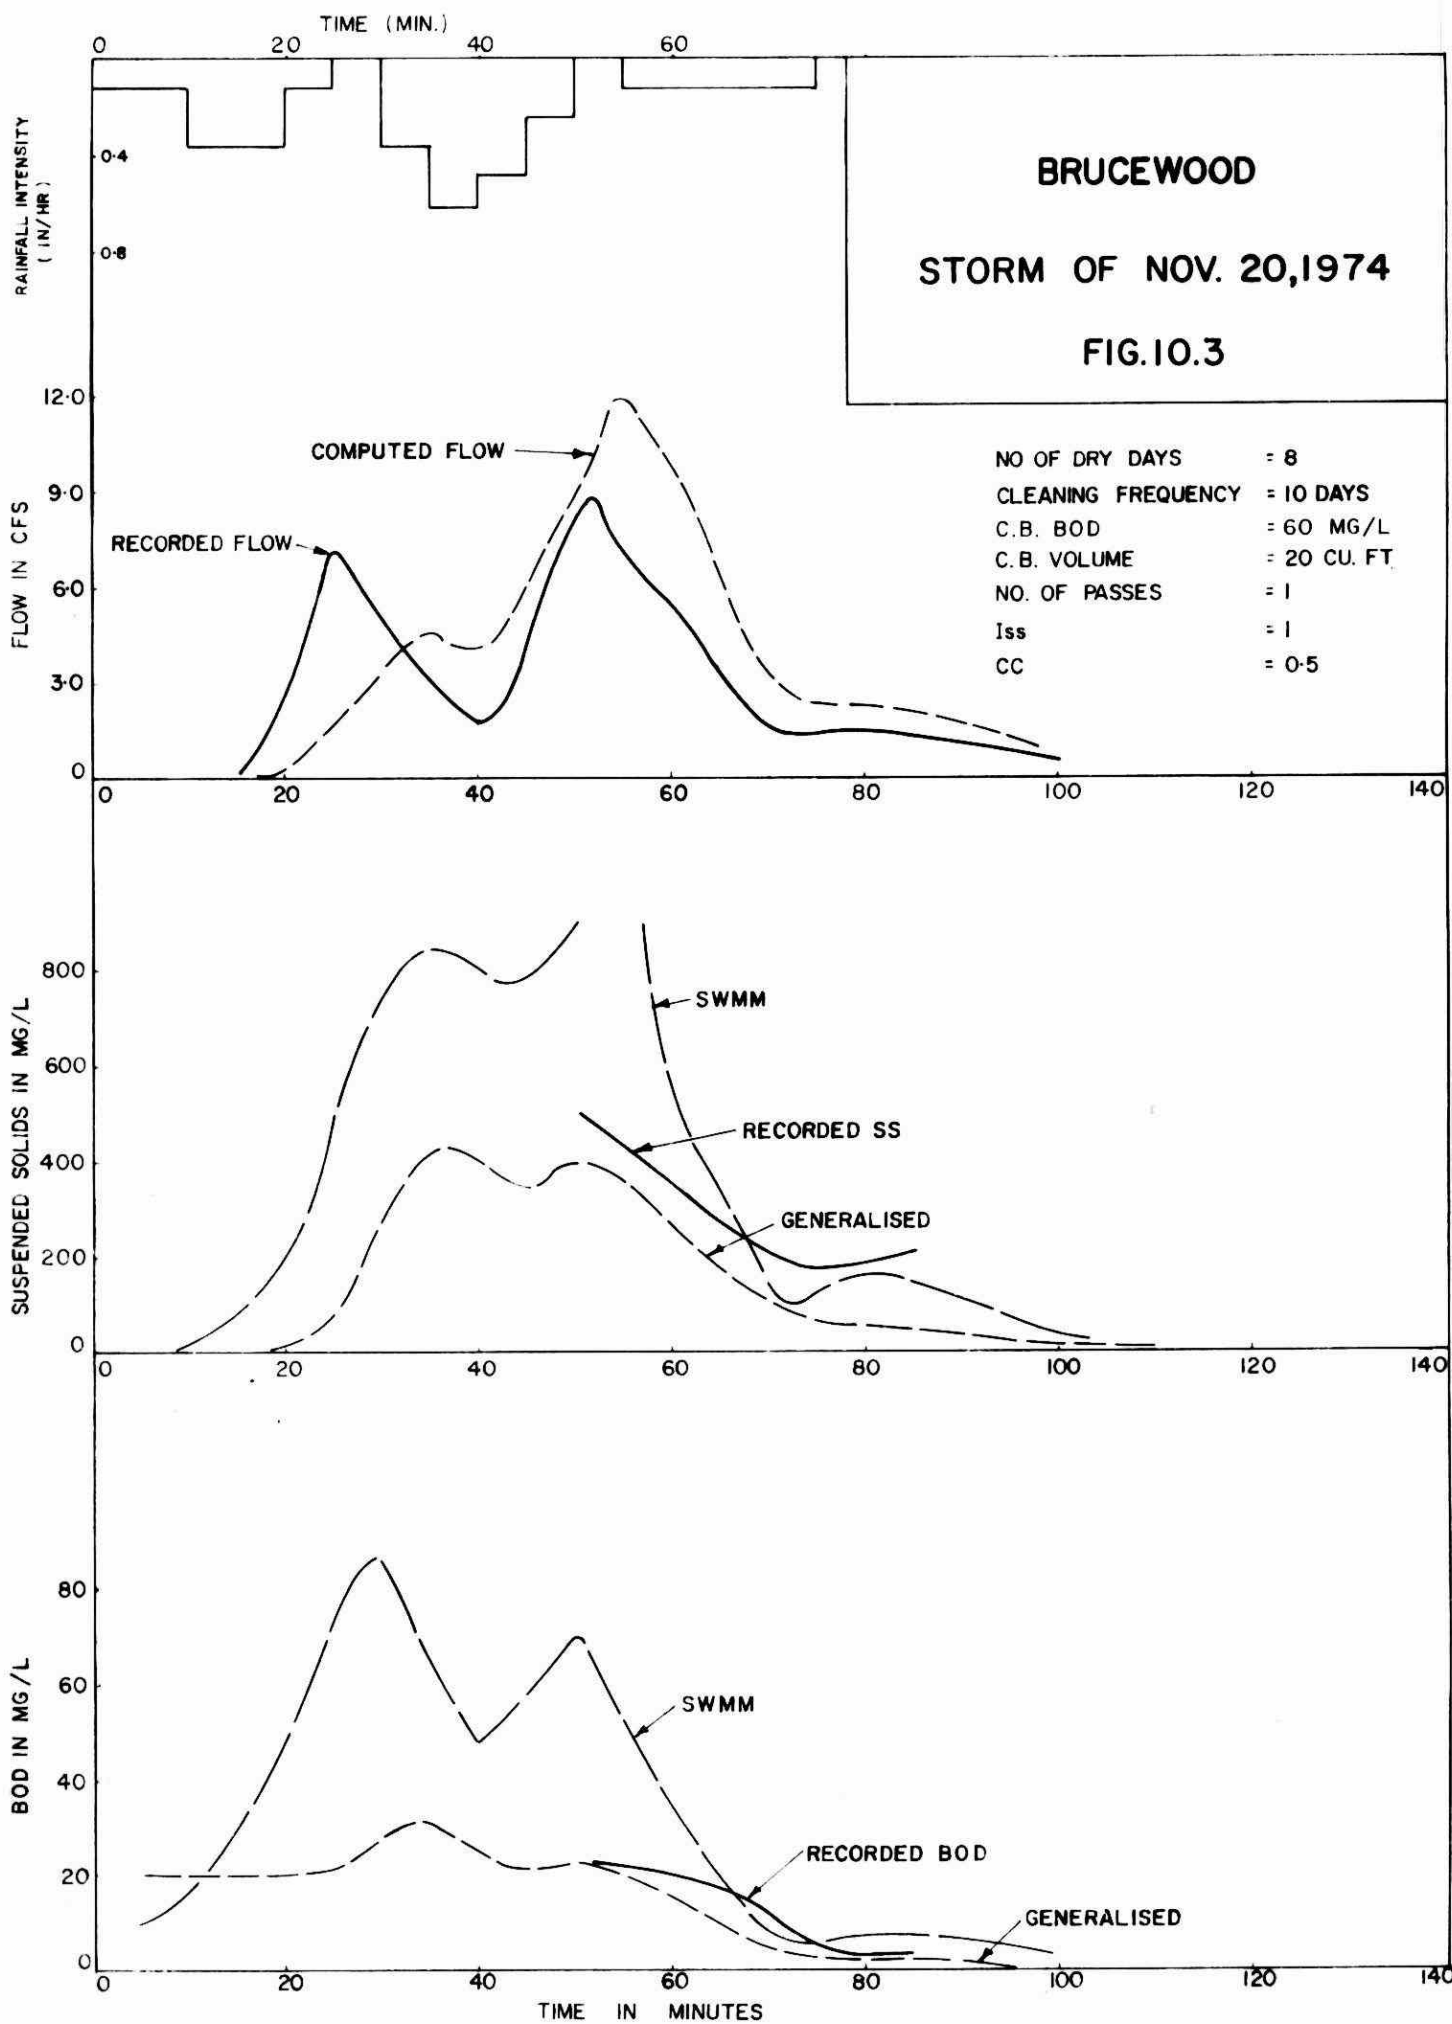 TIME (MIN.)
0 20 40 60
RAINFALL INTENSITY
(IN/HR)
0·4
0·8
BRUCEWOOD
STORM OF NOV. 20,1974
FIG.10.3
NO OF DRY DAYS = 8
CLEANING FREQUENCY = 10 DAYS
C.B. BOD = 60 MG/L
C.B. VOLUME = 20 CU. FT
NO. OF PASSES = 1
Iss = 1
CC = 0·5
FLOW IN CFS
12·0
9·0
6·0
3·0
0
COMPUTED FLOW
RECORDED FLOW
0 20 40 60 80 100 120 140
SUSPENDED SOLIDS IN MG/L
800
600
400
200
0
SWMM
RECORDED SS
GENERALISED
0 20 40 60 80 100 120 140
BOD IN MG/L
80
60
40
20
0
SWMM
RECORDED BOD
GENERALISED
0 20 40 60 80 100 120 140
TIME IN MINUTES